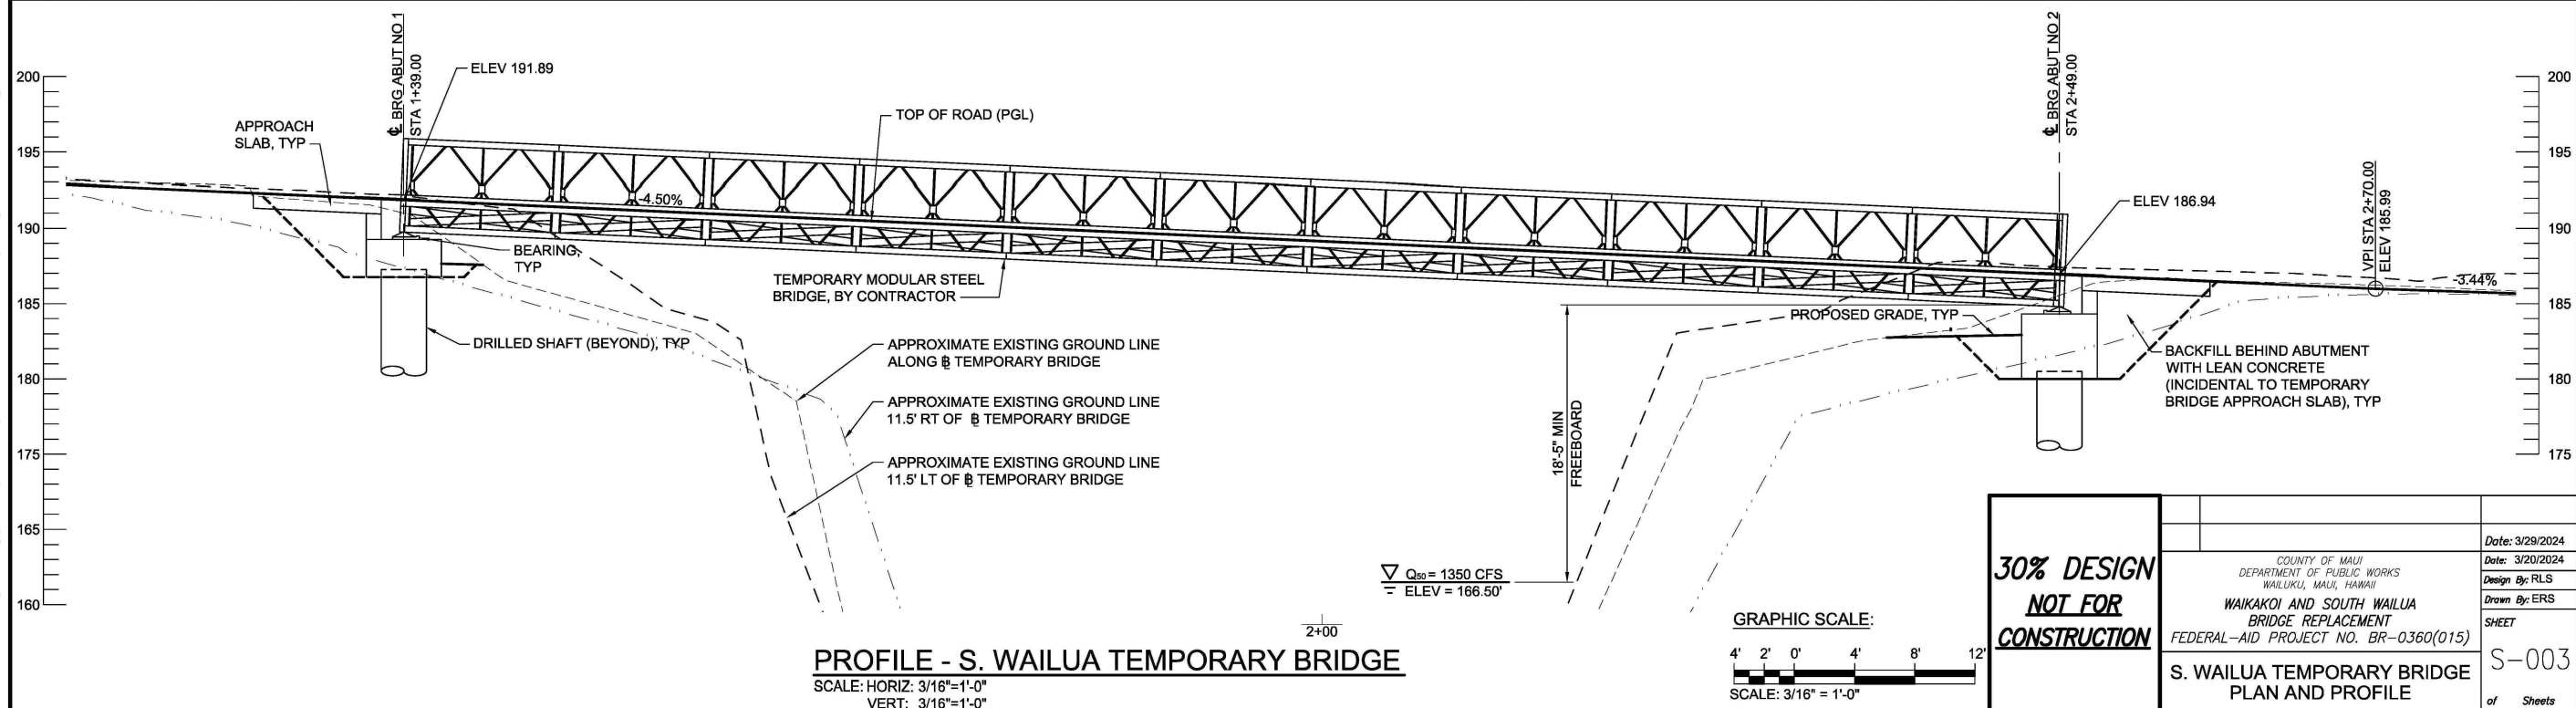 ℄ BRG ABUT NO 1
STA 1+39.00
ELEV 191.89
℄ BRG ABUT NO 2
STA 2+49.00
200
195
190
185
180
175
170
165
160
200
195
190
185
180
175
APPROACH
SLAB, TYP
TOP OF ROAD (PGL)
-4.50%
BEARING,
TYP
TEMPORARY MODULAR STEEL
BRIDGE, BY CONTRACTOR
DRILLED SHAFT (BEYOND), TYP
APPROXIMATE EXISTING GROUND LINE
ALONG B TEMPORARY BRIDGE
APPROXIMATE EXISTING GROUND LINE
11.5' RT OF B TEMPORARY BRIDGE
APPROXIMATE EXISTING GROUND LINE
11.5' LT OF B TEMPORARY BRIDGE
18'-5" MIN
FREEBOARD
Q50 = 1350 CFS
ELEV = 166.50'
PROPOSED GRADE, TYP
ELEV 186.94
VPI STA 2+70.00
ELEV 185.99
-3.44%
BACKFILL BEHIND ABUTMENT
WITH LEAN CONCRETE
(INCIDENTAL TO TEMPORARY
BRIDGE APPROACH SLAB), TYP
2+00
PROFILE - S. WAILUA TEMPORARY BRIDGE
SCALE: HORIZ: 3/16"=1'-0"
VERT: 3/16"=1'-0"
GRAPHIC SCALE:
4' 2' 0' 4' 8' 12'
SCALE: 3/16" = 1'-0"
30% DESIGN
NOT FOR
CONSTRUCTION
COUNTY OF MAUI
DEPARTMENT OF PUBLIC WORKS
WAILUKU, MAUI, HAWAII
WAIKAKOI AND SOUTH WAILUA
BRIDGE REPLACEMENT
FEDERAL-AID PROJECT NO. BR-0360(015)
S. WAILUA TEMPORARY BRIDGE
PLAN AND PROFILE
Date: 3/29/2024
Date: 3/20/2024
Design By: RLS
Drawn By: ERS
SHEET
S-003
of Sheets